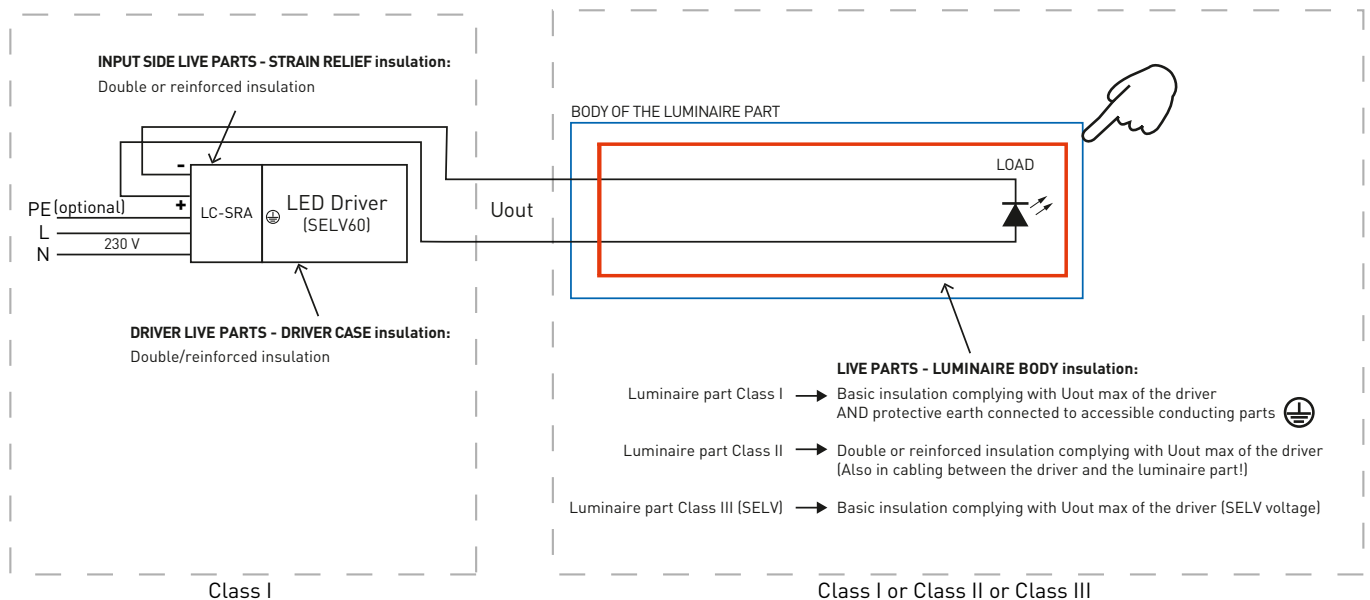 INPUT SIDE LIVE PARTS - STRAIN RELIEF insulation:
Double or reinforced insulation
-
+
PE (optional)
L
N
230 V
LC-SRA
LED Driver
(SELV60)
DRIVER LIVE PARTS - DRIVER CASE insulation:
Double/reinforced insulation
Class I
Uout
BODY OF THE LUMINAIRE PART
LOAD
LIVE PARTS - LUMINAIRE BODY insulation:
Luminaire part Class I
Basic insulation complying with Uout max of the driver
AND protective earth connected to accessible conducting parts
Luminaire part Class II
Double or reinforced insulation complying with Uout max of the driver
(Also in cabling between the driver and the luminaire part!)
Luminaire part Class III (SELV)
Basic insulation complying with Uout max of the driver (SELV voltage)
Class I or Class II or Class III